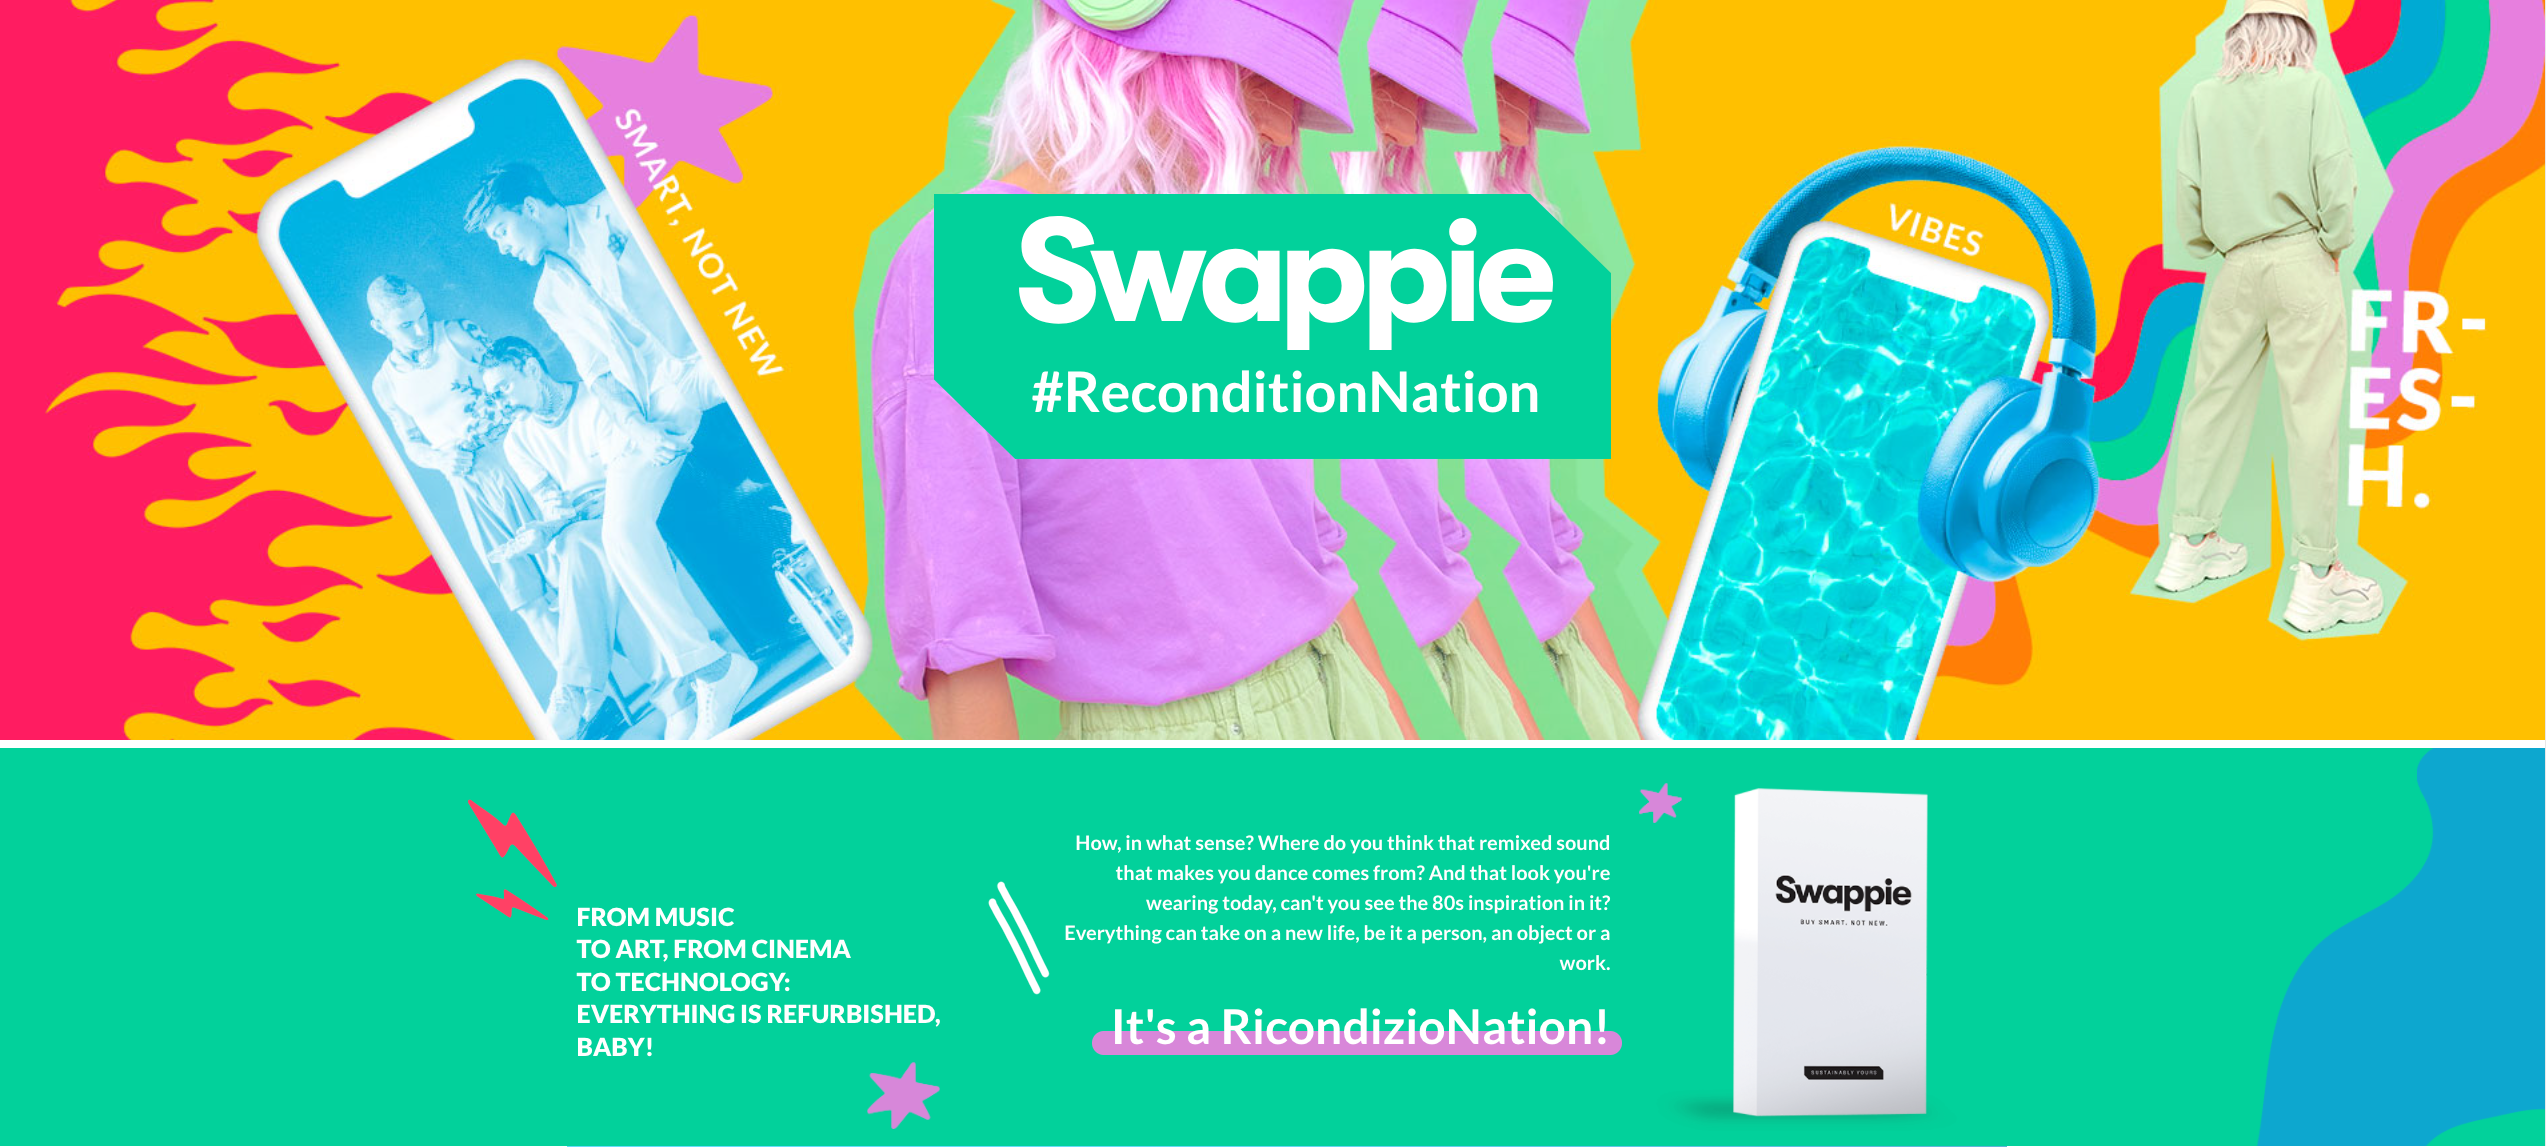 SMART, NOT NEW
Swappie
#ReconditionNation
VIBES
FR-
ES-
H.
FROM MUSIC
TO ART, FROM CINEMA
TO TECHNOLOGY:
EVERYTHING IS REFURBISHED,
BABY!
How, in what sense? Where do you think that remixed sound
that makes you dance comes from? And that look you're
wearing today, can't you see the 80s inspiration in it?
Everything can take on a new life, be it a person, an object or a
work.
It's a RicondizioNation!
Swappie
BUY SMART. NOT NEW.
SUSTAINABLY YOURS